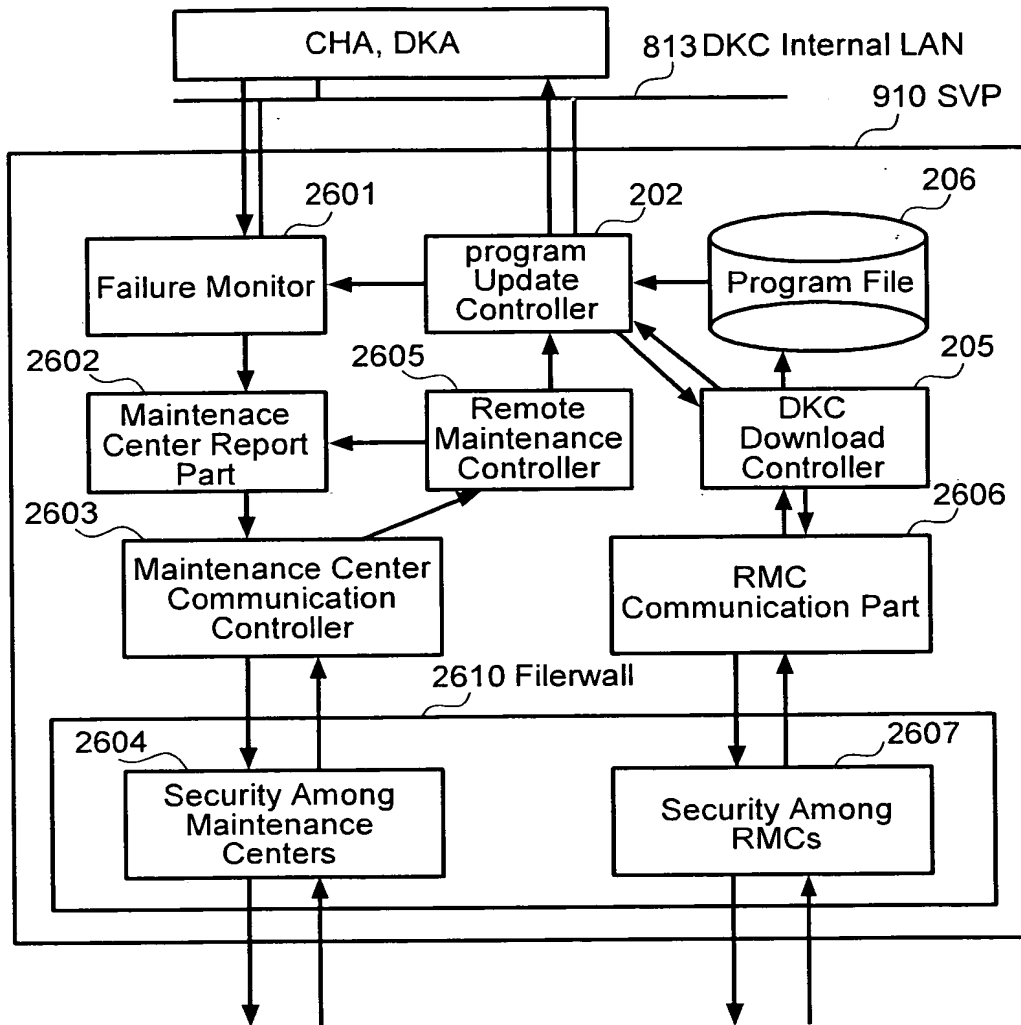 CHA, DKA
813 DKC Internal LAN
910 SVP
2601
202
206
Failure Monitor
program
Update
Controller
Program File
2602
2605
205
Maintenace
Center Report
Part
Remote
Maintenance
Controller
DKC
Download
Controller
2603
2606
Maintenance Center
Communication
Controller
RMC
Communication Part
2610 Filerwall
2604
2607
Security Among
Maintenance
Centers
Security Among
RMCs